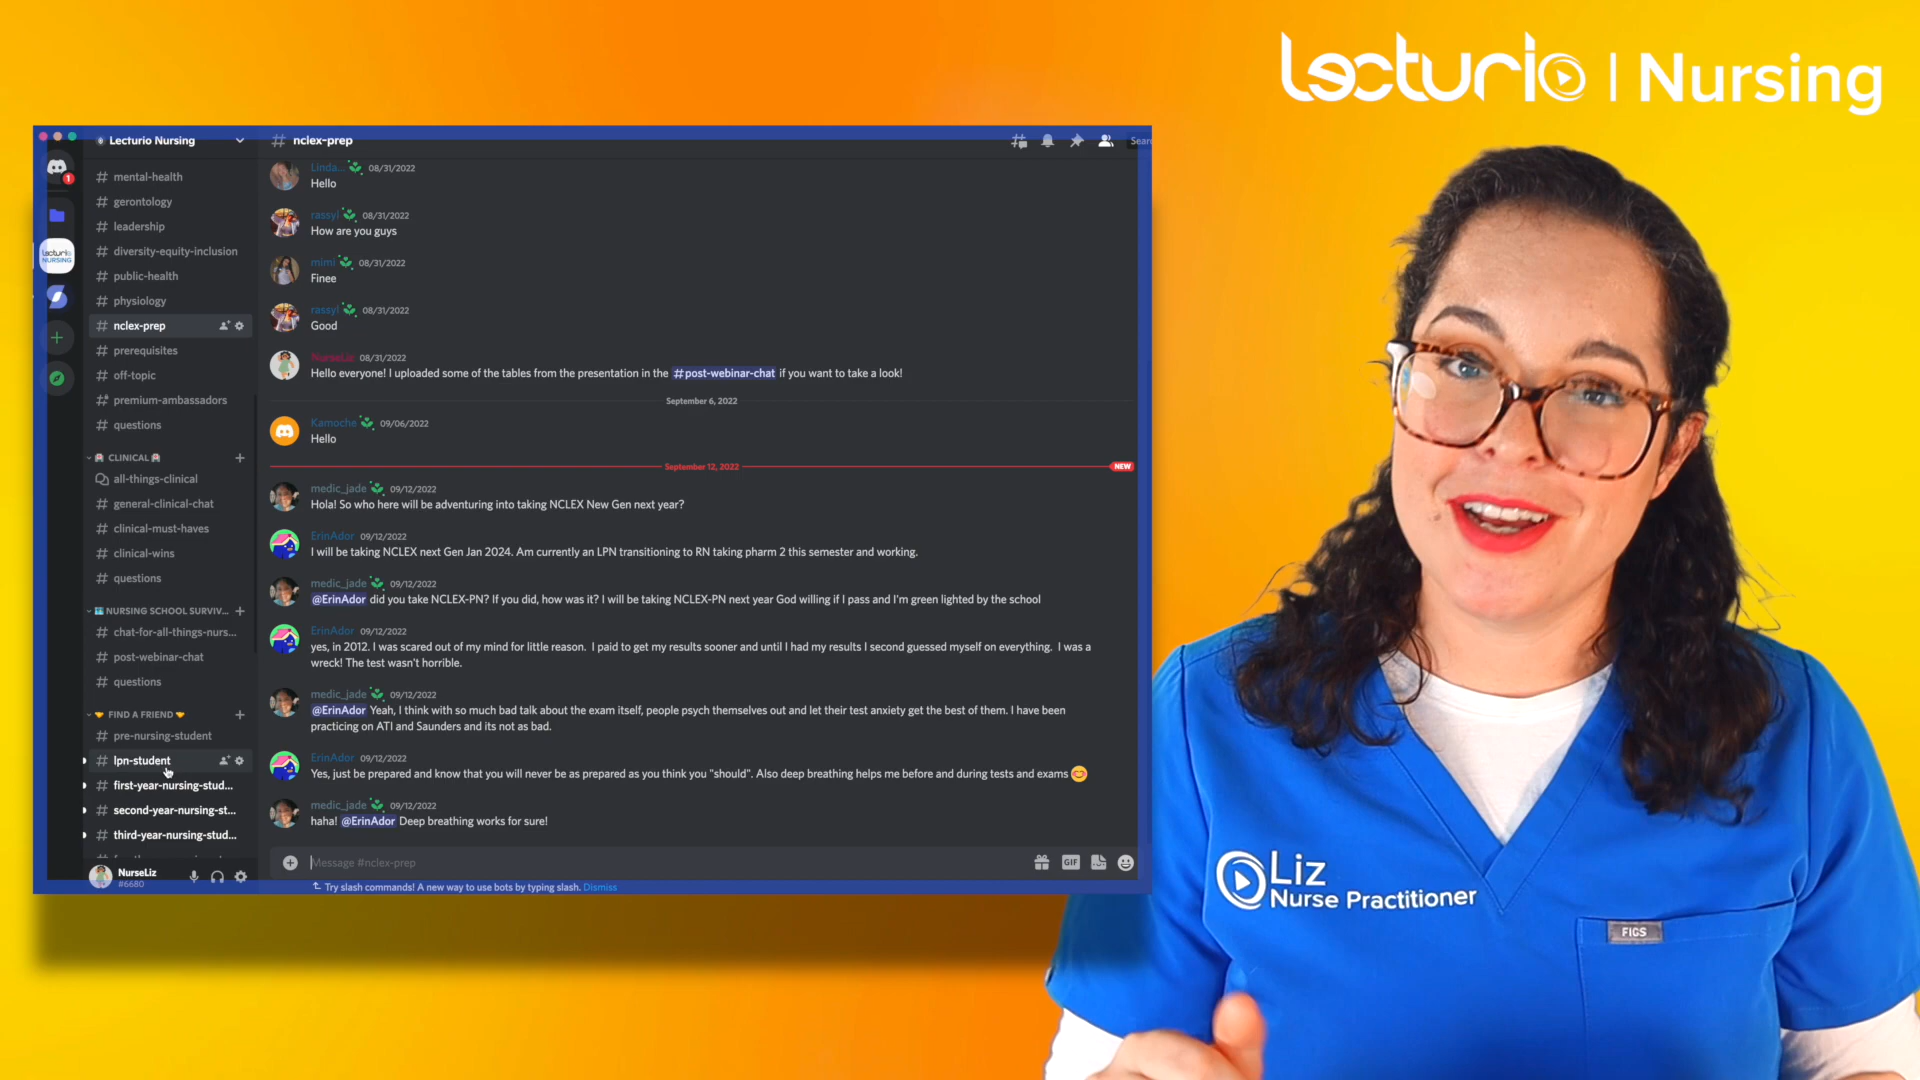 lecturio | Nursing
Lecturio Nursing
mental-health
gerontology
leadership
diversity-equity-inclusion
public-health
physiology
nclex-prep
prerequisites
off-topic
premium-ambassadors
questions
CLINICAL
all-things-clinical
general-clinical-chat
clinical-must-haves
clinical-wins
questions
NURSING SCHOOL SURVIV...
chat-for-all-things-nurs...
post-webinar-chat
questions
FIND A FRIEND
pre-nursing-student
lpn-student
first-year-nursing-stud...
second-year-nursing-st...
third-year-nursing-stud...
NurseLiz
#6680
1
lecturio
NURSING
# nclex-prep
Sear
Linda... 08/31/2022
Hello
rassyl 08/31/2022
How are you guys
mimi 08/31/2022
Finee
rassyl 08/31/2022
Good
NurseLiz 08/31/2022
Hello everyone! I uploaded some of the tables from the presentation in the #post-webinar-chat if you want to take a look!
September 6, 2022
Kamoche 09/06/2022
Hello
September 12, 2022 NEW
medic_jade 09/12/2022
Hola! So who here will be adventuring into taking NCLEX New Gen next year?
ErinAdor 09/12/2022
I will be taking NCLEX next Gen Jan 2024. Am currently an LPN transitioning to RN taking pharm 2 this semester and working.
medic_jade 09/12/2022
@ErinAdor did you take NCLEX-PN? If you did, how was it? I will be taking NCLEX-PN next year God willing if I pass and I'm green lighted by the school
ErinAdor 09/12/2022
yes, in 2012. I was scared out of my mind for little reason. I paid to get my results sooner and until I had my results I second guessed myself on everything. I was a
wreck! The test wasn't horrible.
medic_jade 09/12/2022
@ErinAdor Yeah, I think with so much bad talk about the exam itself, people psych themselves out and let their test anxiety get the best of them. I have been
practicing on ATI and Saunders and its not as bad.
ErinAdor 09/12/2022
Yes, just be prepared and know that you will never be as prepared as you think you "should". Also deep breathing helps me before and during tests and exams
medic_jade 09/12/2022
haha! @ErinAdor Deep breathing works for sure!
Message #nclex-prep
GIF
Try slash commands! A new way to use bots by typing slash. Dismiss
Liz
Nurse Practitioner
FIGS